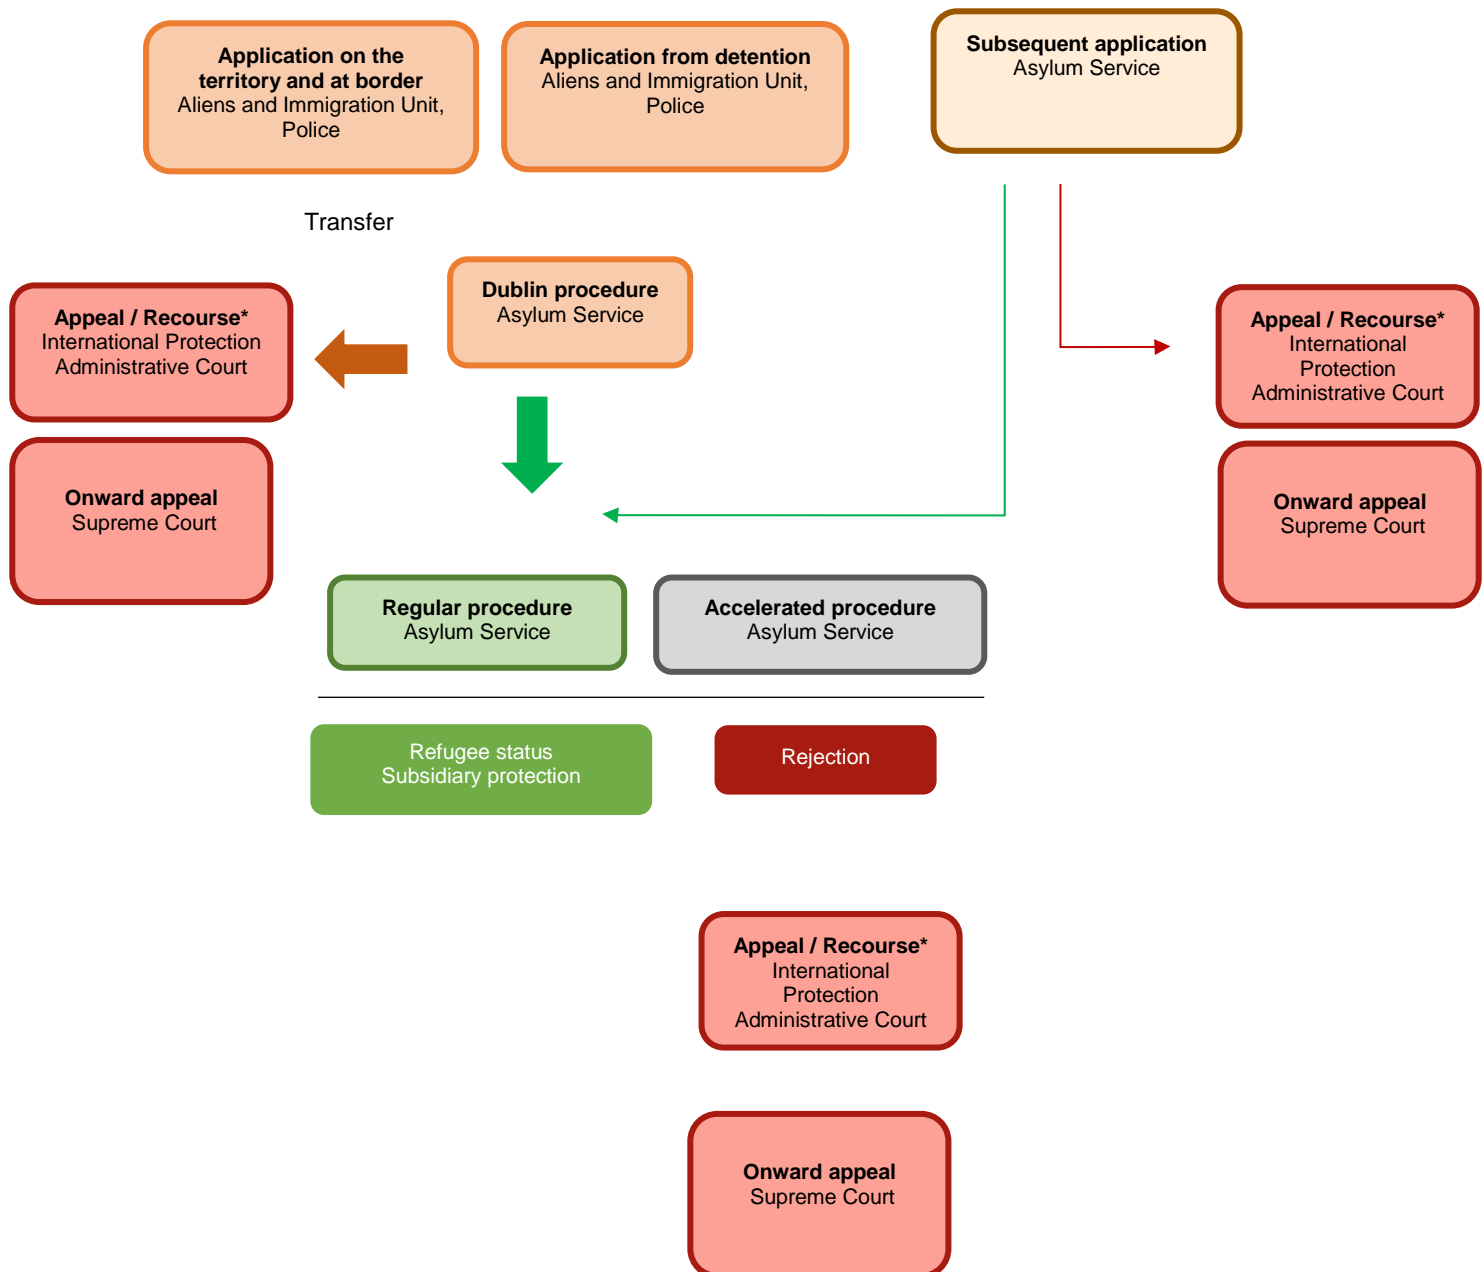 Application on the
territory and at border
Aliens and Immigration Unit,
Police
Application from detention
Aliens and Immigration Unit,
Police
Subsequent application
Asylum Service
Transfer
Dublin procedure
Asylum Service
Appeal / Recourse*
International Protection
Administrative Court
Appeal / Recourse*
International
Protection
Administrative Court
Onward appeal
Supreme Court
Onward appeal
Supreme Court
Regular procedure
Asylum Service
Accelerated procedure
Asylum Service
Refugee status
Subsidiary protection
Rejection
Appeal / Recourse*
International
Protection
Administrative Court
Onward appeal
Supreme Court